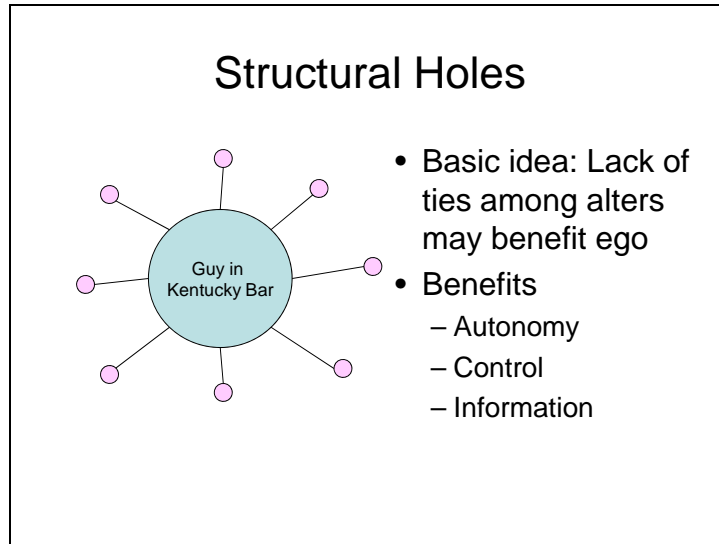 Structural Holes
Guy in
Kentucky Bar
• Basic idea: Lack of
ties among alters
may benefit ego
• Benefits
– Autonomy
– Control
– Information